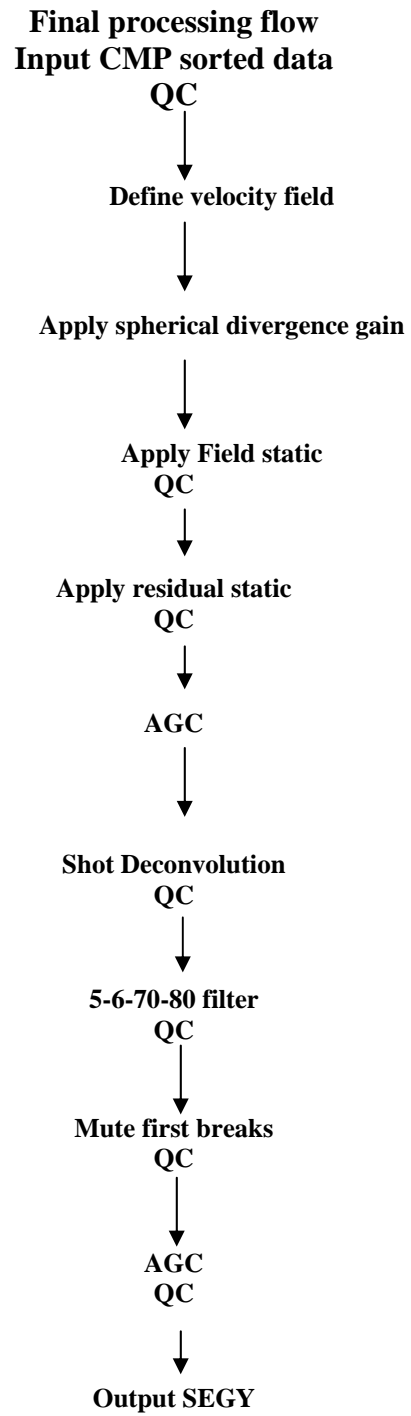 Final processing flow
Input CMP sorted data
QC
Define velocity field
Apply spherical divergence gain
Apply Field static
QC
Apply residual static
QC
AGC
Shot Deconvolution
QC
5-6-70-80 filter
QC
Mute first breaks
QC
AGC
QC
Output SEGY